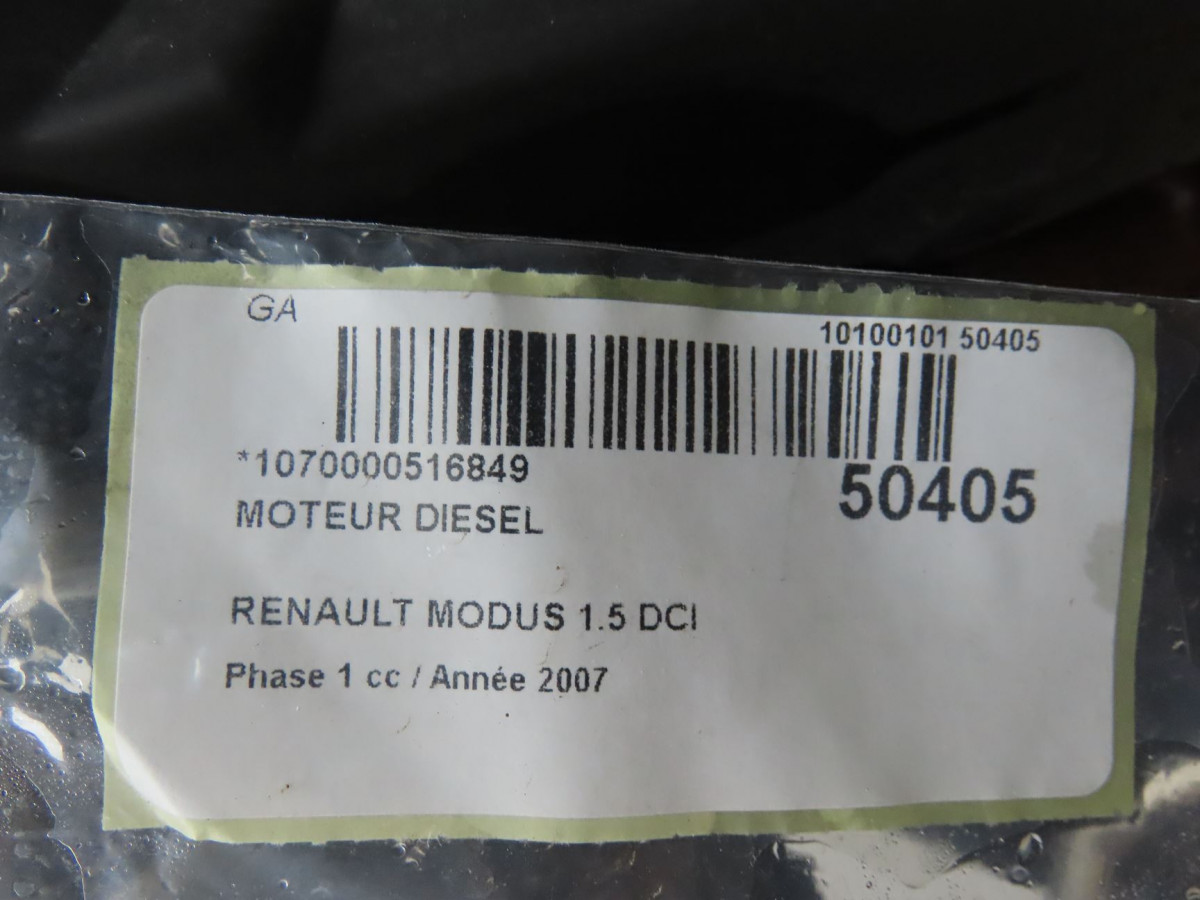 GA
10100101 50405
*1070000516849
50405
MOTEUR DIESEL
RENAULT MODUS 1.5 DCI
Phase 1 cc / Année 2007